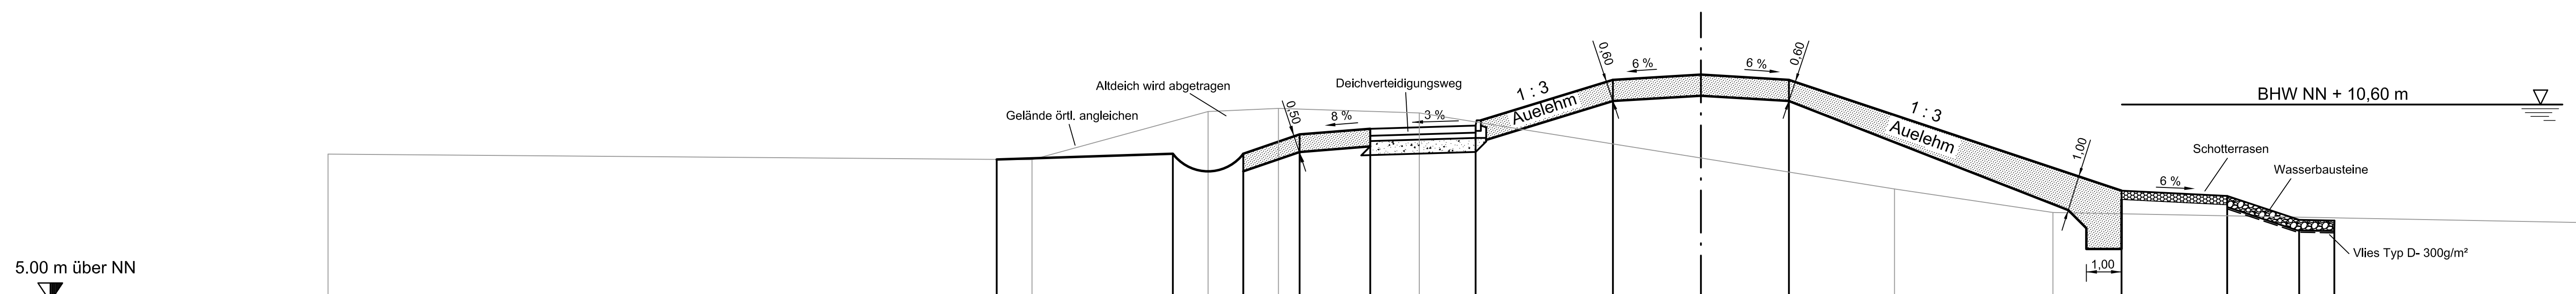 5.00 m über NN
Gelände örtl. angleichen
Altdeich wird abgetragen
0,50
8 %
Deichverteidigungsweg
3 %
1 : 3
Auelehm
0,60
6 %
6 %
0,60
1 : 3
Auelehm
1,00
1,00
BHW NN + 10,60 m
6 %
Schotterrasen
Wasserbausteine
Vlies Typ D- 300g/m²